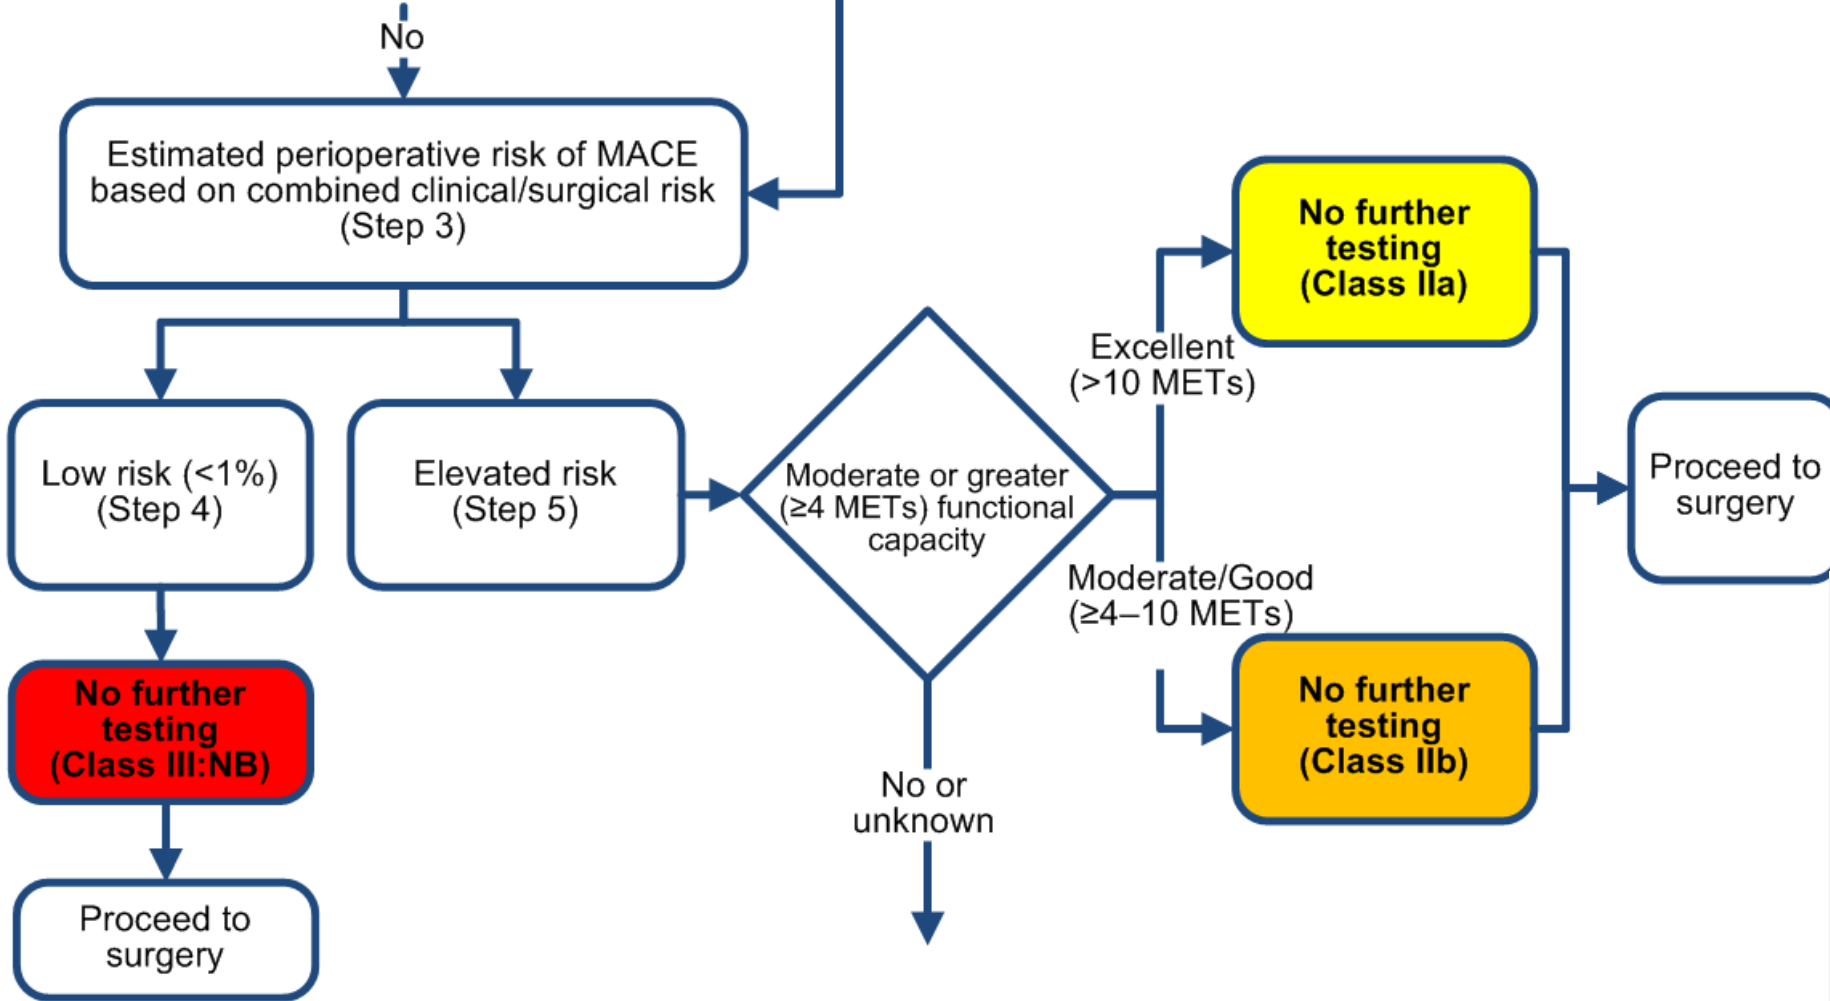 No
Estimated perioperative risk of MACE
based on combined clinical/surgical risk
(Step 3)
Low risk (<1%)
(Step 4)
Elevated risk
(Step 5)
No further
testing
(Class III:NB)
Proceed to
surgery
Moderate or greater
(≥4 METs) functional
capacity
No or
unknown
Excellent
(>10 METs)
No further
testing
(Class IIa)
Moderate/Good
(≥4–10 METs)
No further
testing
(Class IIb)
Proceed to
surgery